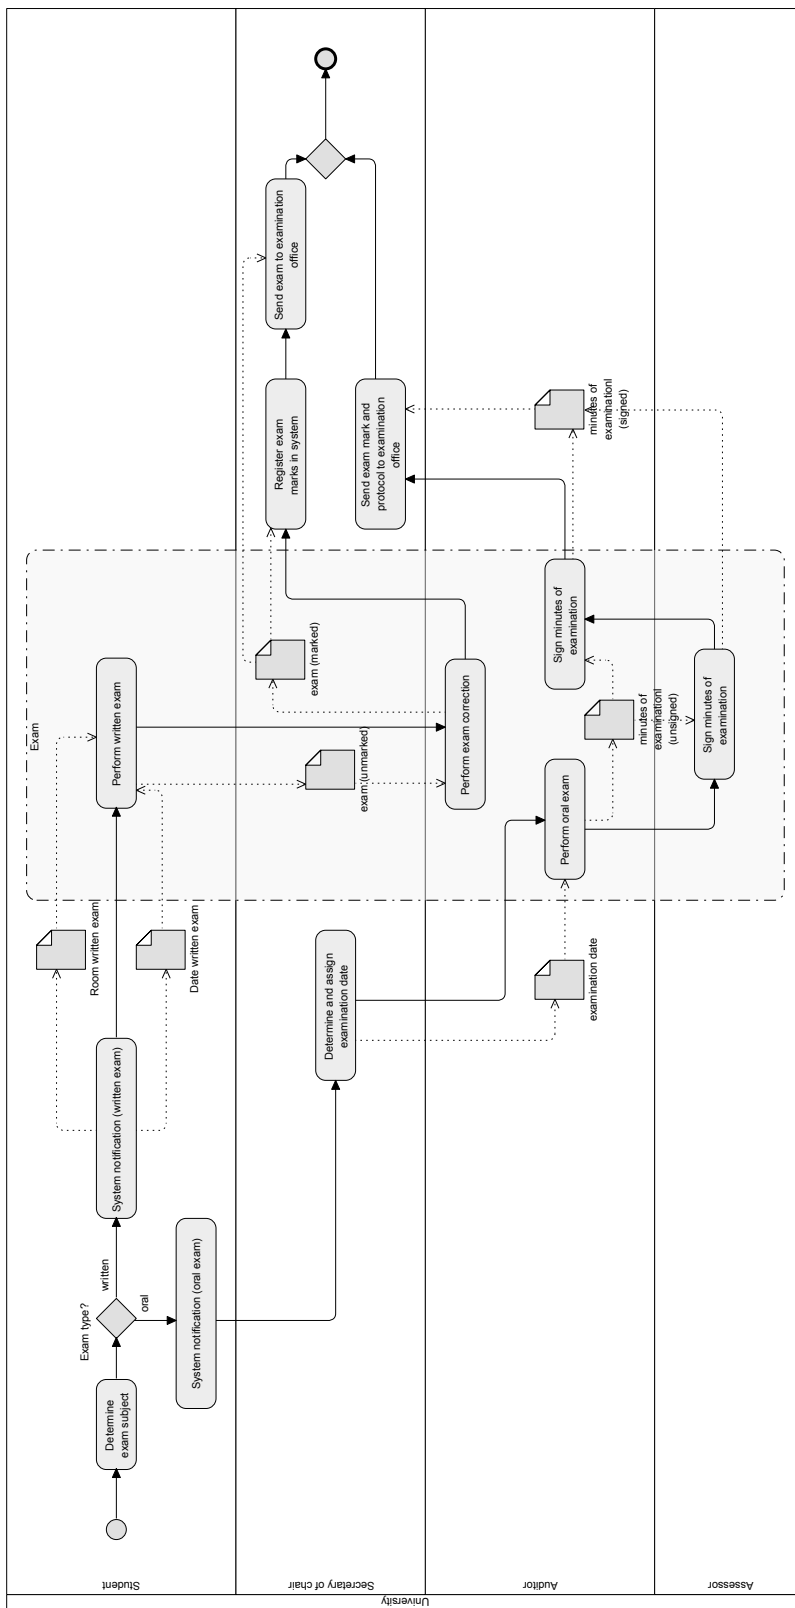 University
Student
Secretary of chair
Auditor
Assessor
Determine
exam subject
Exam type?
written
oral
System notification (written exam)
System notification (oral exam)
Room written exam
Date written exam
Exam
Perform written exam
Determine and assign
examination date
examination date
exam (unmarked)
exam (marked)
Perform exam correction
Perform oral exam
minutes of
examinationl
(unsigned)
Sign minutes of
examination
Sign minutes of
examination
minutes of
examinationl
(signed)
Register exam
marks in system
Send exam mark and
protocol to examination
office
Send exam to examination
office